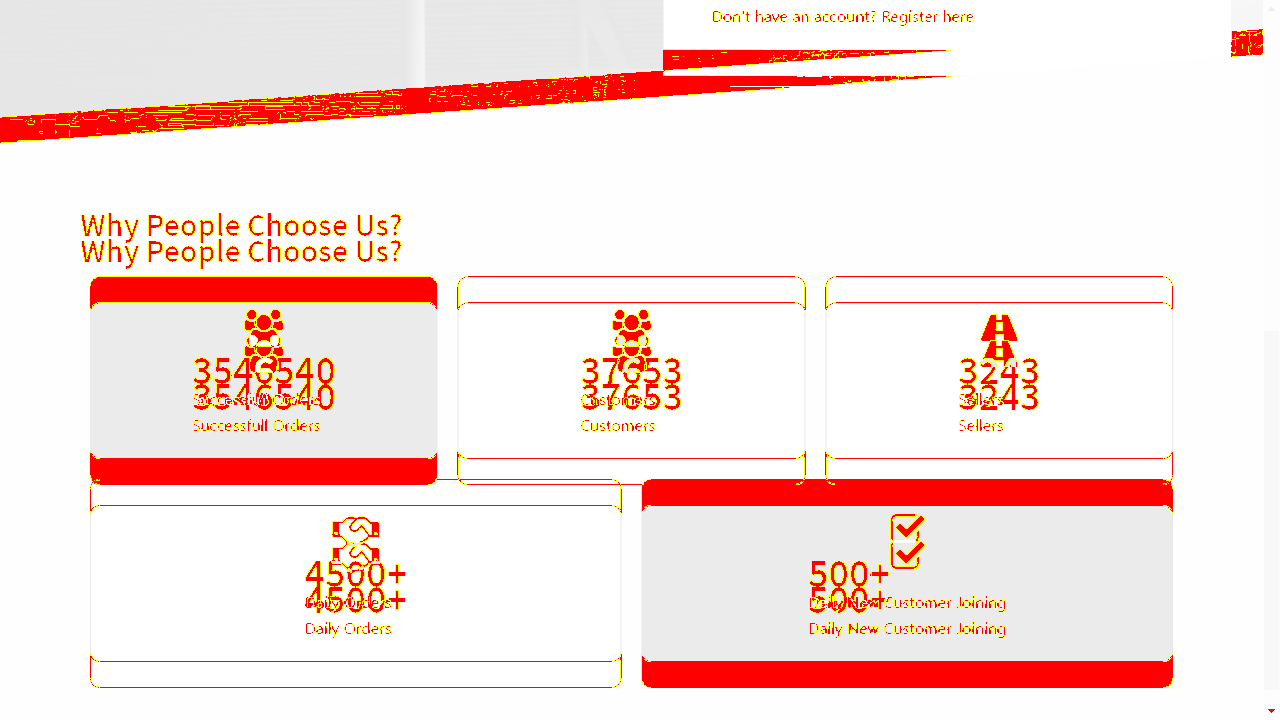 Don't have an account? Register here
Why People Choose Us?
Why People Choose Us?
3546540
3546540
Successfull Orders
Successfull Orders
37653
37653
Customers
Customers
3243
3243
Sellers
Sellers
4500+
4500+
Daily Orders
Daily Orders
500+
500+
Daily New Customer Joining
Daily New Customer Joining